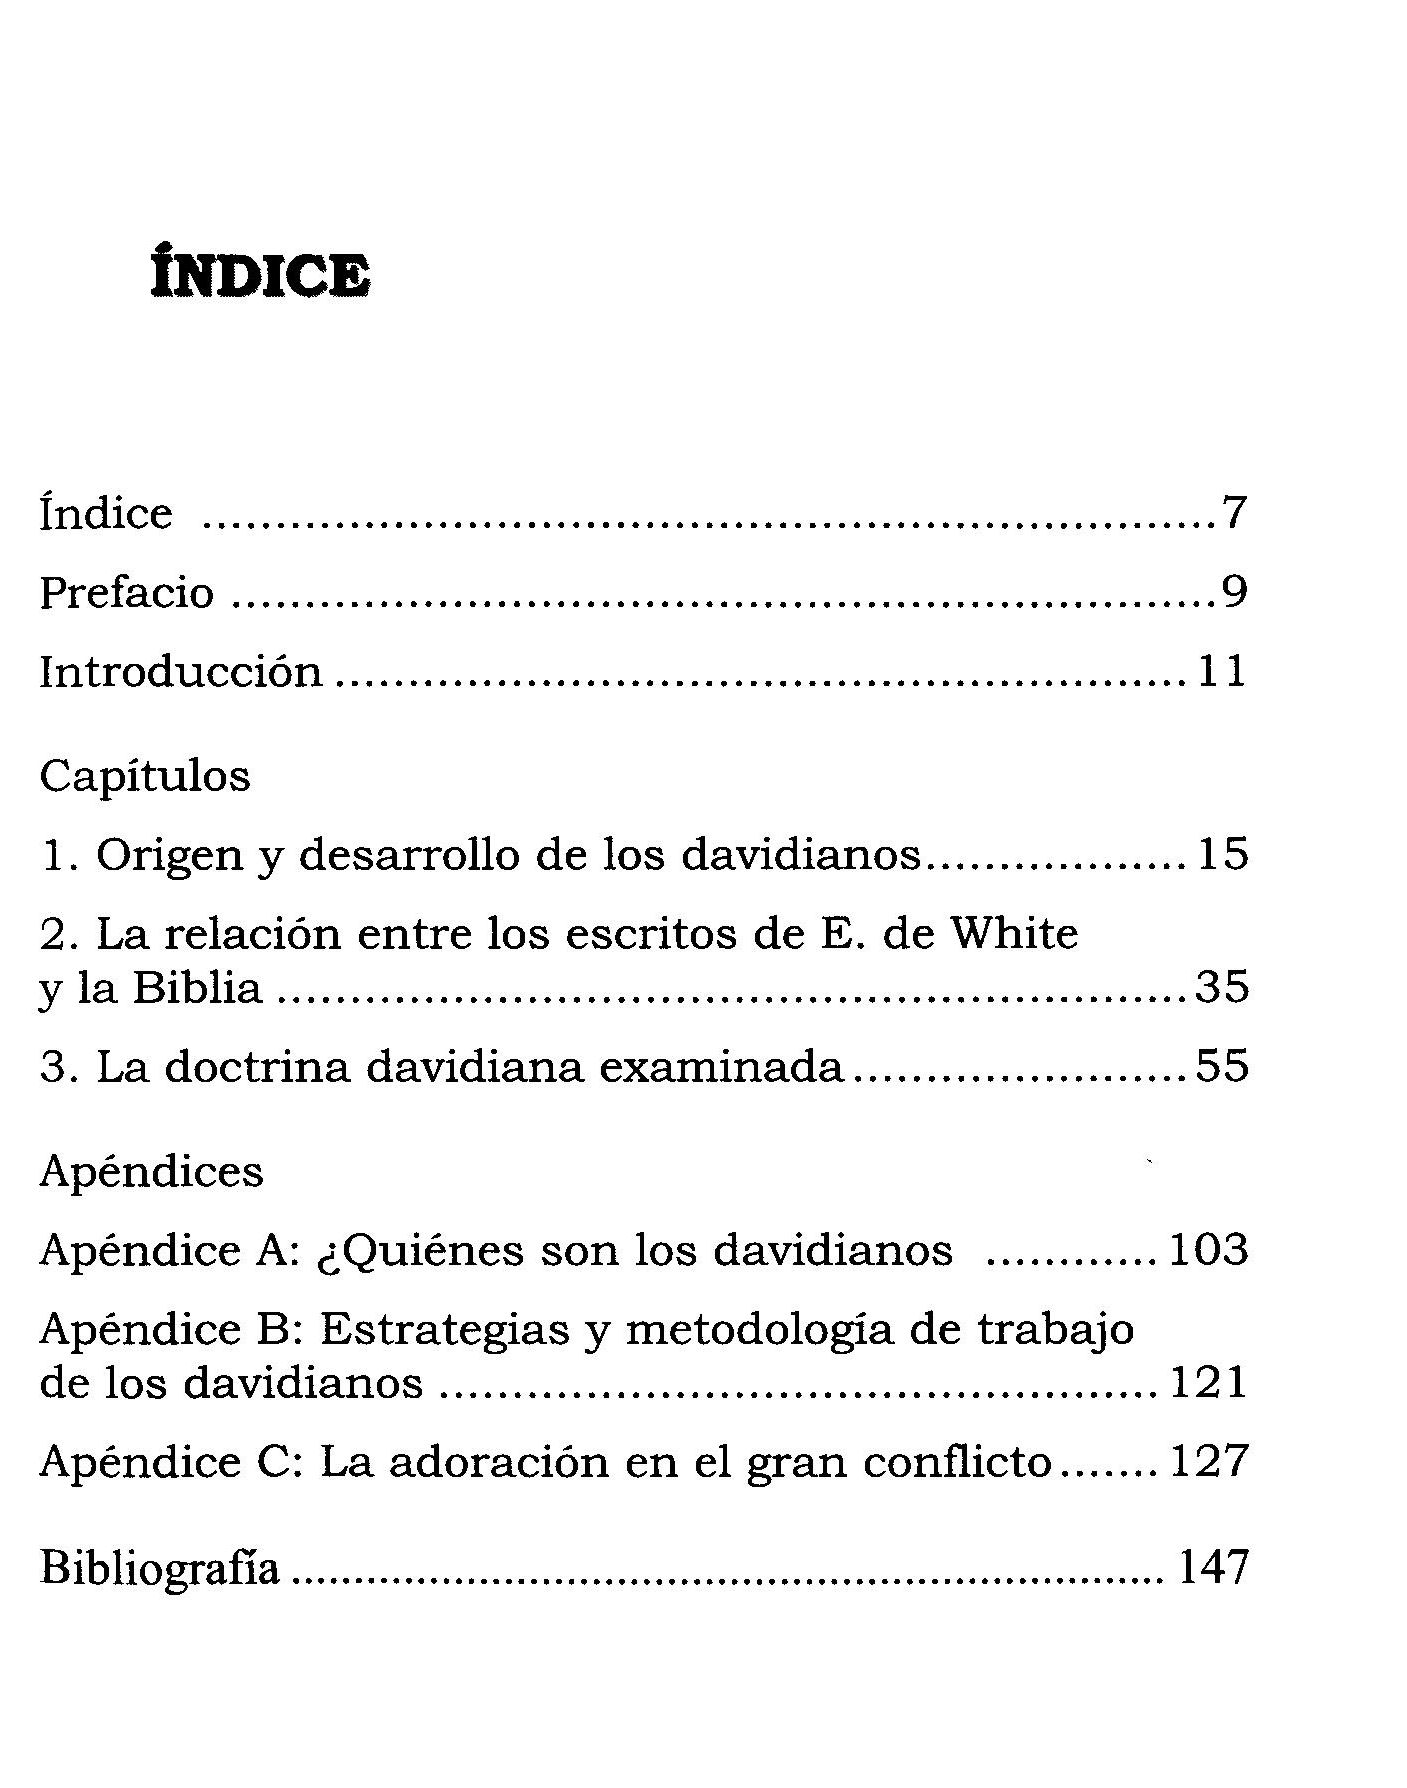 ÍNDICE
Índice ....................................................................7
Prefacio ..................................................................9
Introducción ......................................................... 11
Capítulos
1. Origen y desarrollo de los davidianos.................. 15
2. La relación entre los escritos de E. de White
y la Biblia .............................................................35
3. La doctrina davidiana examinada.......................55
Apéndices
Apéndice A: ¿Quiénes son los davidianos ............ 103
Apéndice B: Estrategias y metodología de trabajo
de los davidianos ................................................. 121
Apéndice C: La adoración en el gran conflicto....... 127
Bibliografía ...................................................................... 147